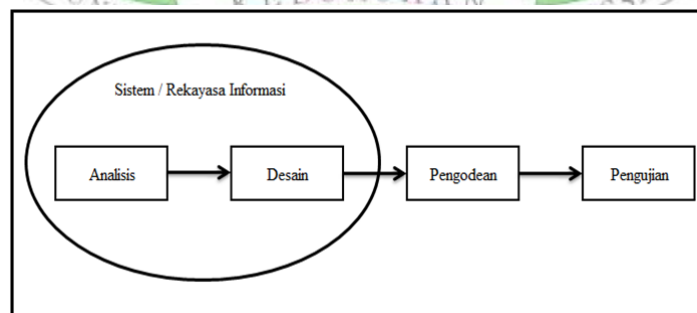 Sistem / Rekayasa Informasi
Analisis
Desain
Pengodean
Pengujian